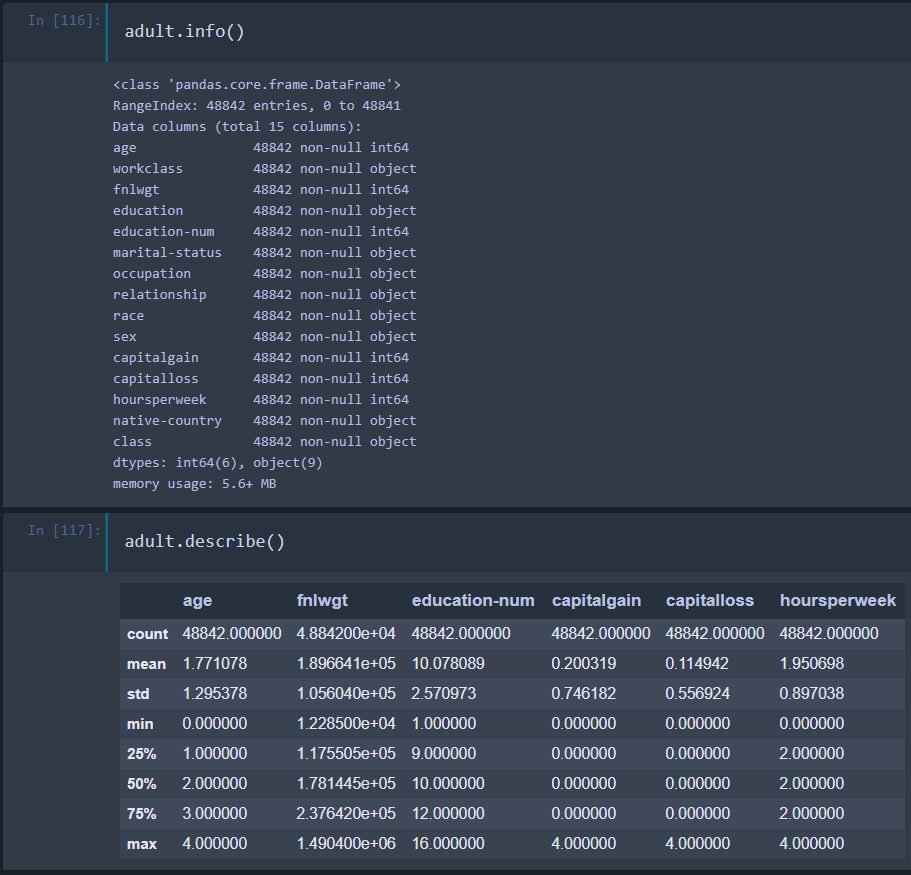 In [116]:
adult.info()
<class 'pandas.core.frame.DataFrame'>
RangeIndex: 48842 entries, 0 to 48841
Data columns (total 15 columns):
age 48842 non-null int64
workclass 48842 non-null object
fnlwgt 48842 non-null int64
education 48842 non-null object
education-num 48842 non-null int64
marital-status 48842 non-null object
occupation 48842 non-null object
relationship 48842 non-null object
race 48842 non-null object
sex 48842 non-null object
capitalgain 48842 non-null int64
capitalloss 48842 non-null int64
hoursperweek 48842 non-null int64
native-country 48842 non-null object
class 48842 non-null object
dtypes: int64(6), object(9)
memory usage: 5.6+ MB
In [117]:
adult.describe()
age fnlwgt education-num capitalgain capitalloss hoursperweek
count 48842.000000 4.884200e+04 48842.000000 48842.000000 48842.000000 48842.000000
mean 1.771078 1.896641e+05 10.078089 0.200319 0.114942 1.950698
std 1.295378 1.056040e+05 2.570973 0.746182 0.556924 0.897038
min 0.000000 1.228500e+04 1.000000 0.000000 0.000000 0.000000
25% 1.000000 1.175505e+05 9.000000 0.000000 0.000000 2.000000
50% 2.000000 1.781445e+05 10.000000 0.000000 0.000000 2.000000
75% 3.000000 2.376420e+05 12.000000 0.000000 0.000000 2.000000
max 4.000000 1.490400e+06 16.000000 4.000000 4.000000 4.000000